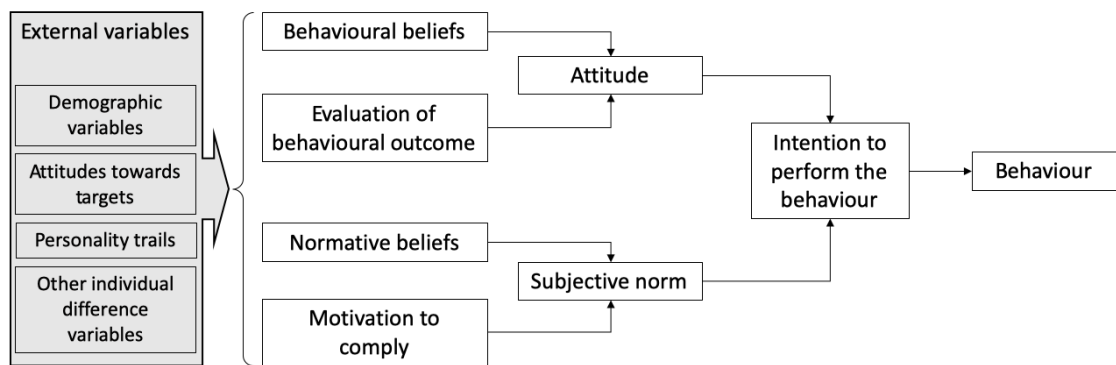 External variables
Demographic
variables
Attitudes towards
targets
Personality trails
Other individual
difference
variables
Behavioural beliefs
Evaluation of
behavioural outcome
Normative beliefs
Motivation to
comply
Attitude
Subjective norm
Intention to
perform the
behaviour
Behaviour